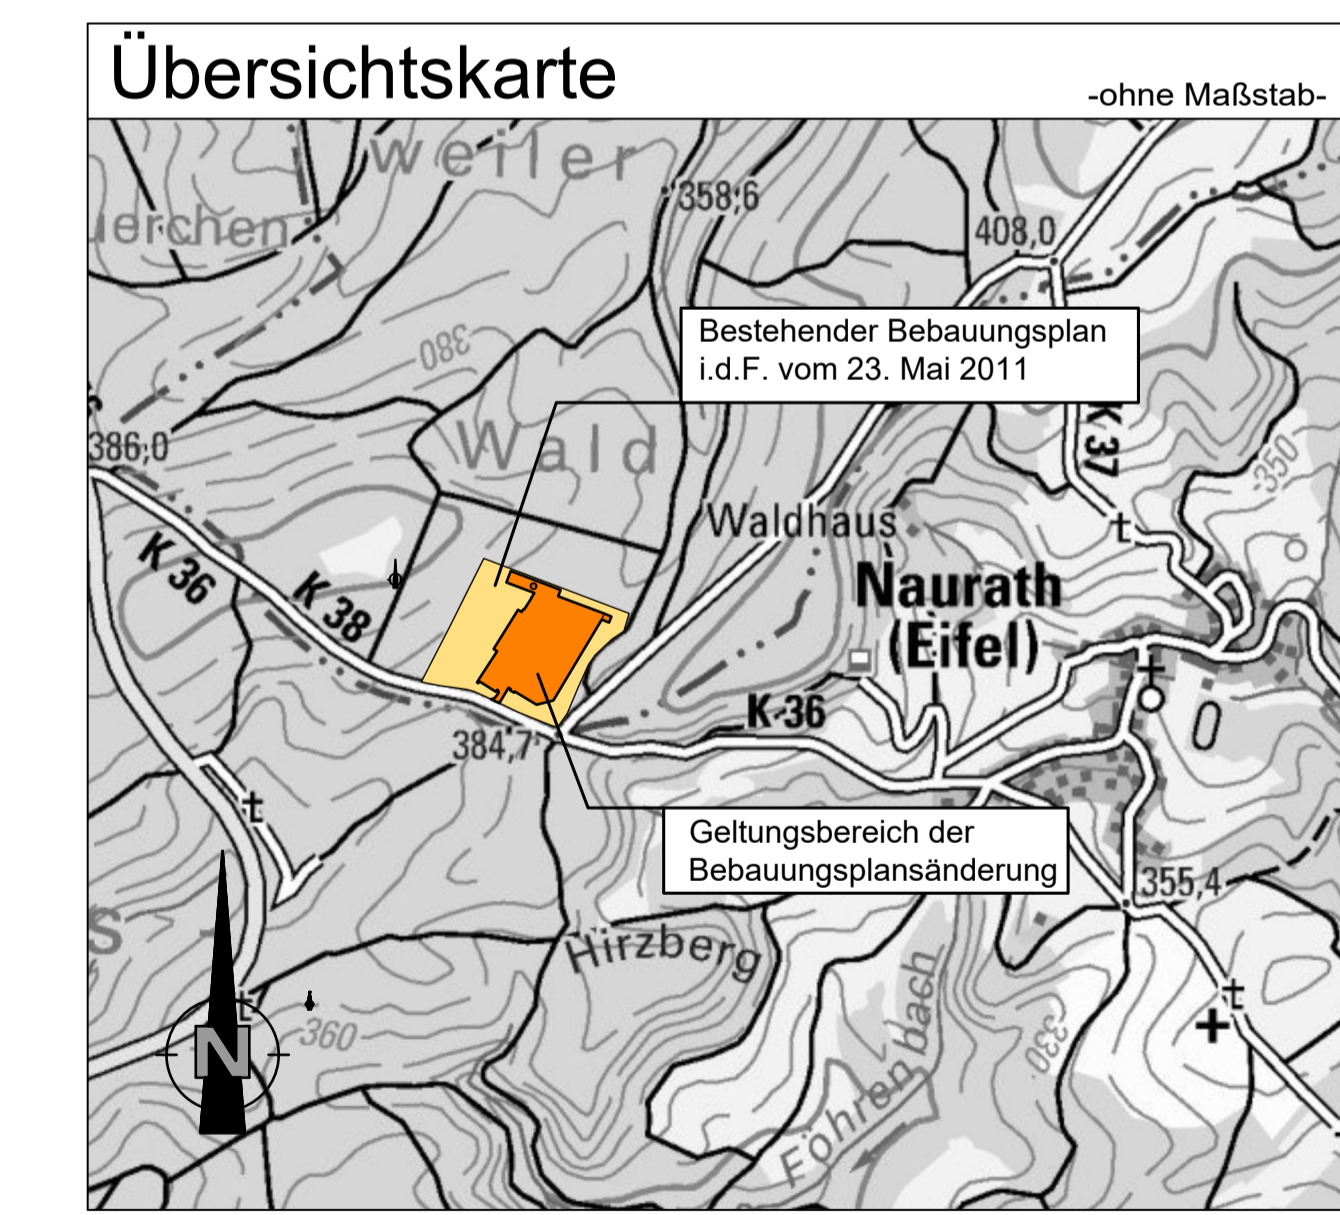 Übersichtskarte
-ohne Maßstab-
Weiler
358,6
408,0
380
Bestehender Bebauungsplan
i.d.F. vom 23. Mai 2011
386,0
Wald
K 37
350
Waldhaus
K 36
K 38
Naurath
(Eifel)
K 36
384,7
Geltungsbereich der
Bebauungsplansänderung
355,4
Hirzberg
360
330
Föhrenbach
N